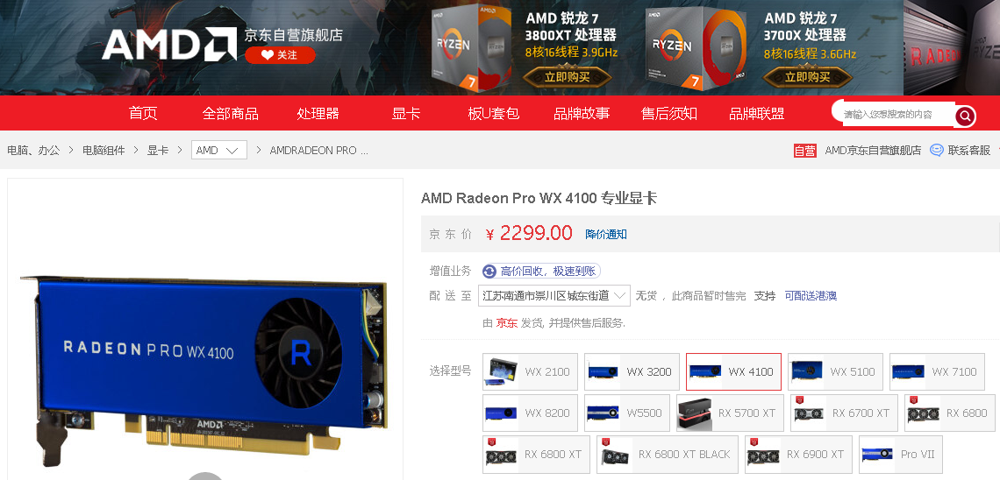 AMD 京东自营旗舰店
关注
RYZEN
7
AMD 锐龙 7
3800XT 处理器
8核16线程 3.9GHz
立即购买
RYZEN
7
AMD 锐龙 7
3700X 处理器
8核16线程 3.6GHz
立即购买
首页 全部商品 处理器 显卡 板U套包 品牌故事 售后须知 品牌联盟 请输入您想搜索的内容
电脑、办公 > 电脑组件 > 显卡 > AMD > AMDRADEON PRO ... 自营 AMD京东自营旗舰店 联系客服
AMD Radeon Pro WX 4100 专业显卡
京东价 ¥ 2299.00 降价通知
增值业务 高价回收，极速到账
配送至 江苏南通市崇川区城东街道 无货，此商品暂时售完 支持 可配送港澳
由 京东 发货, 并提供售后服务.
RADEON PRO WX 4100
R
AMD
选择型号 WX 2100 WX 3200 WX 4100 WX 5100 WX 7100
WX 8200 W5500 RX 5700 XT RX 6700 XT RX 6800
RX 6800 XT RX 6800 XT BLACK RX 6900 XT Pro VII